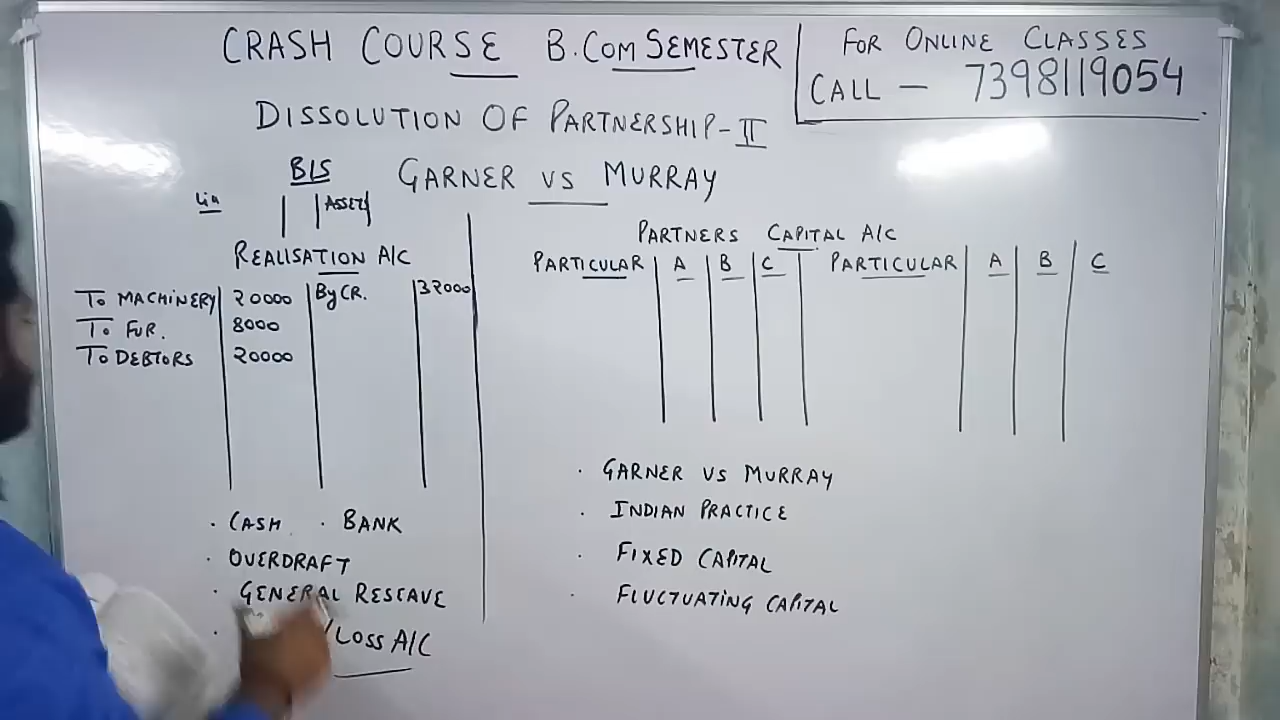 CRASH COURSE B.COM SEMESTER
FOR ONLINE CLASSES
CALL — 7398119054
DISSOLUTION OF PARTNERSHIP-II
GARNER VS MURRAY
B/S
Lia ASSETS
REALISATION A/C
To MACHINERY 20000 By CR. 32000
To FUR. 8000
To DEBTORS 20000
· CASH · BANK
· OVERDRAFT
· GENERAL RESEAVE
/LOSS A/C
PARTNERS CAPITAL A/C
PARTICULAR A B C PARTICULAR A B C
· GARNER VS MURRAY
· INDIAN PRACTICE
· FIXED CAPITAL
· FLUCTUATING CAPITAL